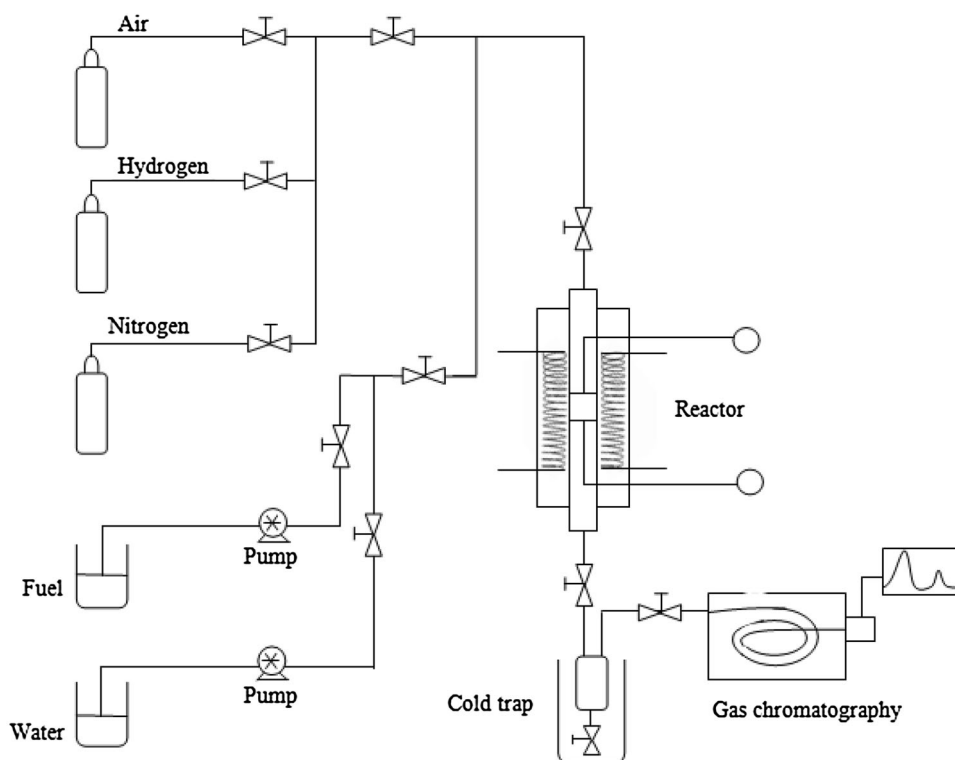 Air
Hydrogen
Nitrogen
Reactor
Pump
Fuel
Pump
Cold trap
Gas chromatography
Water